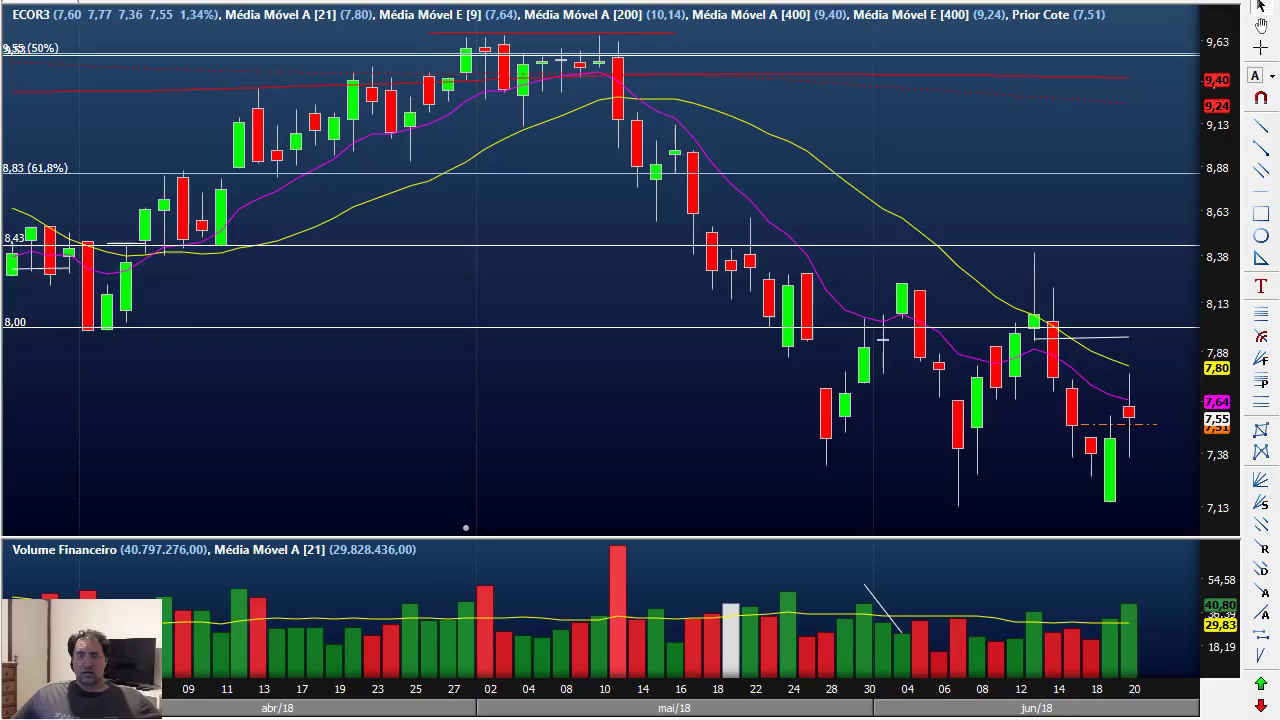 ECOR3 (7,60 7,77 7,36 7,55 1,34%), Média Móvel A [21] (7,80), Média Móvel E [9] (7,64), Média Móvel A [200] (10,14), Média Móvel A [400] (9,40), Média Móvel E [400] (9,24), Prior Cote (7,51)
(50%)
8,83 (61,8%)
8,43
8,00
9,63
9,40
9,24
9,13
8,88
8,63
8,38
8,13
7,88
7,80
7,64
7,55
7,51
7,38
7,13
Volume Financeiro (40.797.276,00), Média Móvel A [21] (29.828.436,00)
54,58
40,80
29,83
18,19
09 11 13 17 19 23 25 27 02 04 08 10 14 16 18 22 24 28 30 04 06 08 12 14 18 20
abr/18 mai/18 jun/18
A
T
F
P
S
R
D
A
A